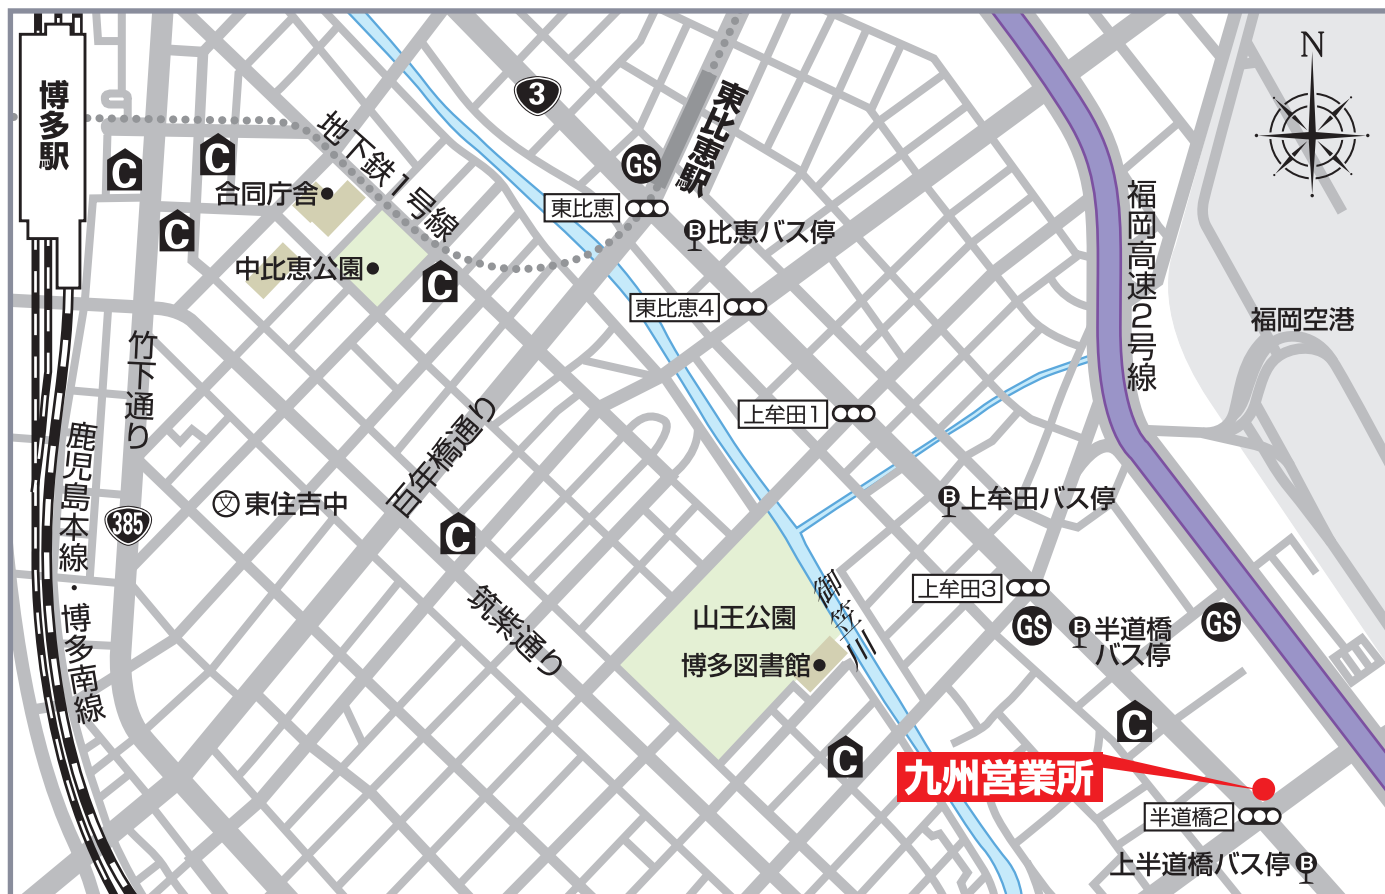 N
3
博多駅
東比恵駅
地下鉄1号線
GS
C
C
合同庁舎
東比恵
C
B 比恵バス停
福岡高速2号線
中比恵公園
C
東比恵4
福岡空港
竹下通り
上牟田1
百年橋通り
鹿児島本線・博多南線
文 東住吉中
385
B 上牟田バス停
C
上牟田3
御笠川
筑紫通り
山王公園
GS
B 半道橋
バス停
GS
博多図書館
C
C
九州営業所
半道橋2
上半道橋バス停 B